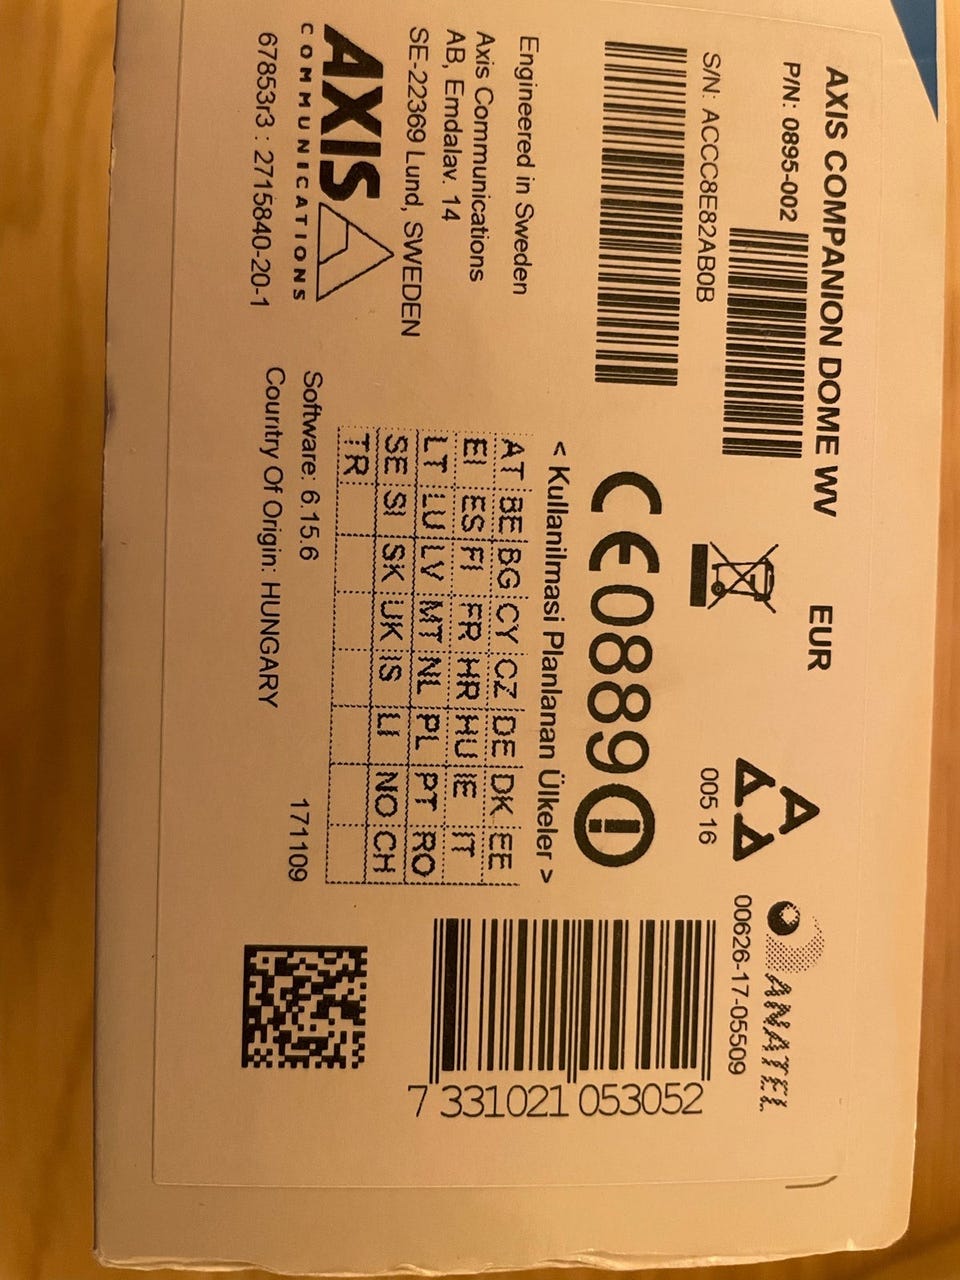 AXIS COMPANION DOME WV
EUR
P/N: 0895-002
S/N: ACCC8E82AB0B
005 16
ANATEL
00626-17-05509
CE0889
Engineered in Sweden
Axis Communications
AB, Emdalav. 14
SE-22369 Lund, SWEDEN
AXIS
COMMUNICATIONS
67853r3 : 2715840-20-1
< Kullanilmasi Planlanan Ülkeler >
AT BE BG CY CZ DE DK EE
EI ES FI FR HR HU IE IT
LT LU LV MT NL PL PT RO
SE SI SK UK IS LI NO CH
TR
Software: 6.15.6
Country Of Origin: HUNGARY
171109
7 331021 053052